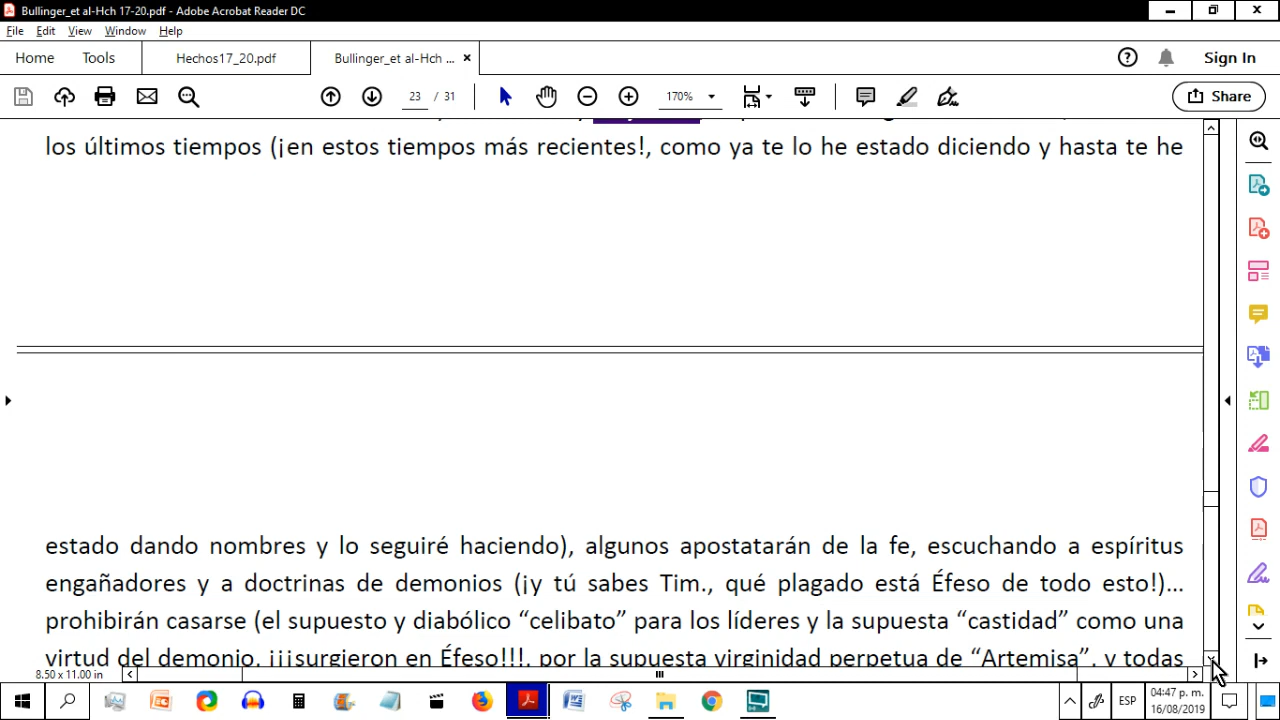 Bullinger_et al-Hch 17-20.pdf - Adobe Acrobat Reader DC
File Edit View Window Help
Home Tools Hechos17_20.pdf Bullinger_et al-Hch ... Sign In
23 / 31 170% Share
los últimos tiempos (¡en estos tiempos más recientes!, como ya te lo he estado diciendo y hasta te he
estado dando nombres y lo seguiré haciendo), algunos apostatarán de la fe, escuchando a espíritus
engañadores y a doctrinas de demonios (¡y tú sabes Tim., qué plagado está Éfeso de todo esto!)...
prohibirán casarse (el supuesto y diabólico “celibato” para los líderes y la supuesta “castidad” como una
virtud del demonio, ¡¡¡surgieron en Éfeso!!!, por la supuesta virginidad perpetua de “Artemisa”, y todas
8.50 x 11.00 in
ESP
04:47 p. m.
16/08/2019